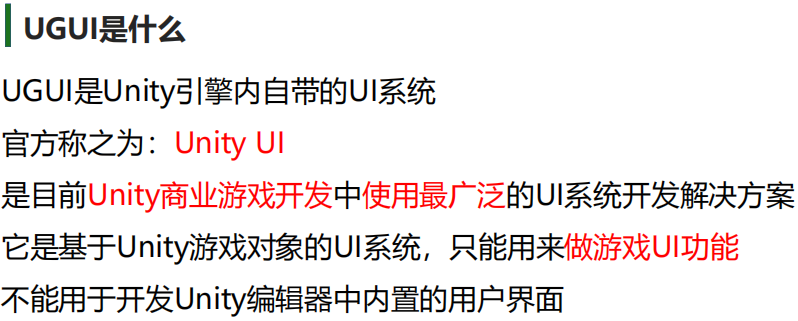 UGUI是什么
UGUI是Unity引擎内自带的UI系统
官方称之为：Unity UI
是目前Unity商业游戏开发中使用最广泛的UI系统开发解决方案
它是基于Unity游戏对象的UI系统，只能用来做游戏UI功能
不能用于开发Unity编辑器中内置的用户界面